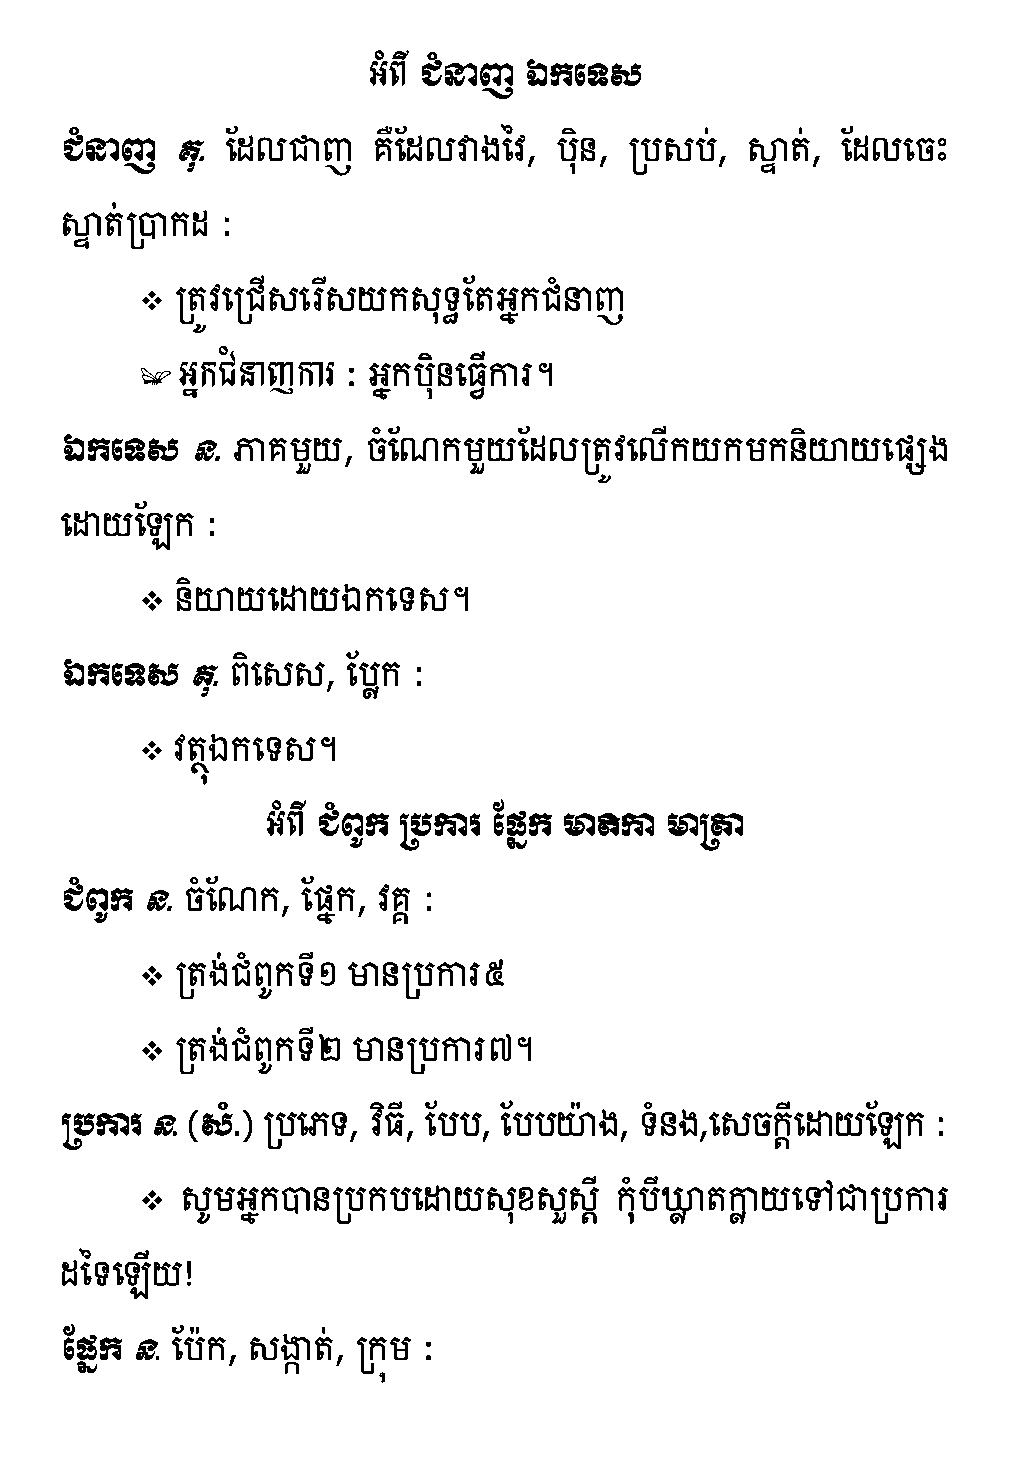 អំពី ជំនាញ ឯកទេស
ជំនាញ គុ. ដែលជាញ គឺដែលវាងវៃ, ប៉ិន, ប្រសប់, ស្ទាត់, ដែលចេះ
ស្ទាត់ប្រាកដ :
❖ ត្រូវជ្រើសរើសយកសុទ្ធតែអ្នកជំនាញ
អ្នកជំនាញការ : អ្នកប៉ិនធ្វើការ។
ឯកទេស ន. ភាគមួយ, ចំណែកមួយដែលត្រូវលើកយកមកនិយាយផ្សេង
ដោយឡែក :
❖ និយាយដោយឯកទេស។
ឯកទេស គុ. ពិសេស, ប្លែក :
❖ វត្ថុឯកទេស។
អំពី ជំពូក ប្រការ ផ្នែក មាតិកា មាត្រា
ជំពូក ន. ចំណែក, ផ្នែក, វគ្គ :
❖ ត្រង់ជំពូកទី១ មានប្រការ៥
❖ ត្រង់ជំពូកទី២ មានប្រការ៧។
ប្រការ ន. (សំ.) ប្រភេទ, វិធី, បែប, បែបយ៉ាង, ទំនង,សេចក្ដីដោយឡែក :
❖ សូមអ្នកបានប្រកបដោយសុខសួស្ដី កុំបីឃ្លាតក្លាយទៅជាប្រការ
ដទៃឡើយ!
ផ្នែក ន. ប៉ែក, សង្កាត់, ក្រុម :